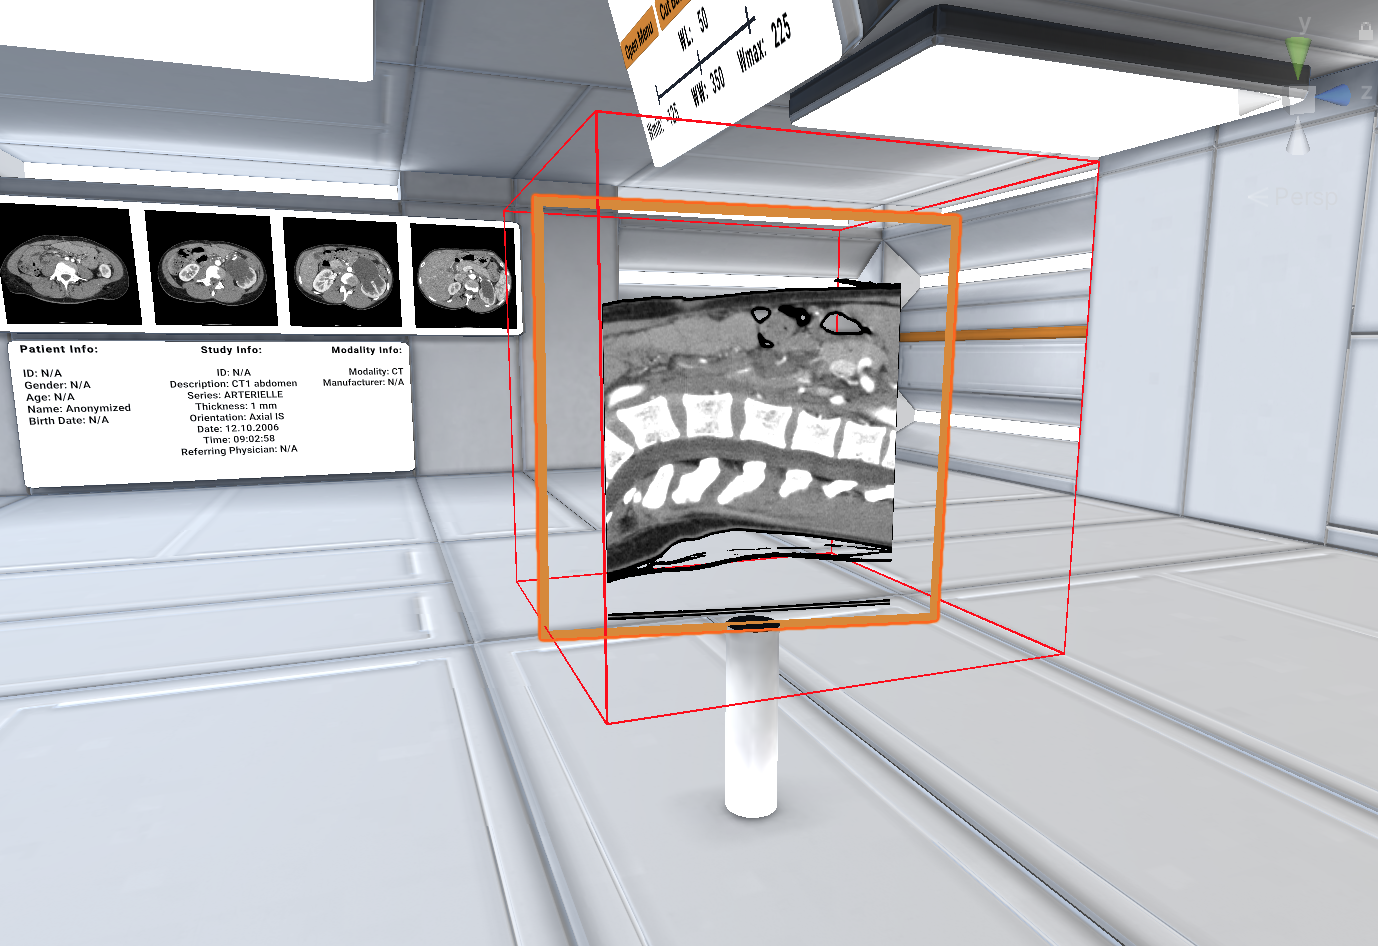 Open Menu
WL: 50
WW: 350
Wmax: 225
y
z
Persp
Patient Info:
ID: N/A
Gender: N/A
Age: N/A
Name: Anonymized
Birth Date: N/A
Study Info:
ID: N/A
Description: CT1 abdomen
Series: ARTERIELLE
Thickness: 1 mm
Orientation: Axial IS
Date: 12.10.2006
Time: 09:02:58
Referring Physician: N/A
Modality Info:
Modality: CT
Manufacturer: N/A